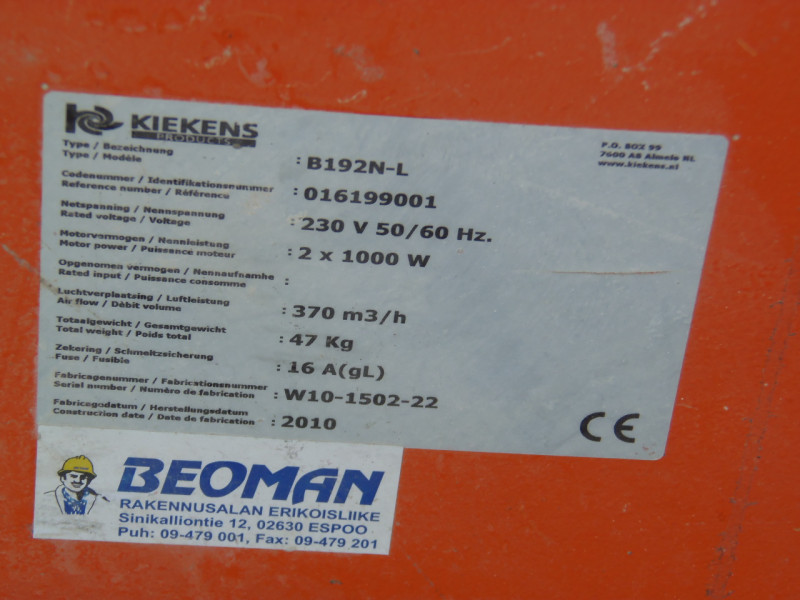 KIEKENS
PRODUCTS
P.O. BOX 99
7600 AB Almelo NL
www.kiekens.nl
Type / Bezeichnung
Type / Modèle : B192N-L
Codenummer / Identifikationsnummer
Reference number / Référence : 016199001
Netspanning / Nennspannung
Rated voltage / Voltage : 230 V 50/60 Hz.
Motorvermogen / Nennleistung
Motor power / Puissance moteur : 2 x 1000 W
Opgenomen vermogen / Nennaufnamhe
Rated input / Puissance consomme :
Luchtverplaatsing / Luftleistung
Air flow / Débit volume : 370 m3/h
Totaalgewicht / Gesamtgewicht
Total weight / Poids total : 47 Kg
Zekering / Schmeltzsicherung
Fuse / Fusible : 16 A(gL)
Fabricagenummer / Fabricationsnummer
Serial number / Numéro de fabrication : W10-1502-22
Fabricagodatum / Herstellungsdatum
Construction date / Date de fabrication : 2010
CE
BEOMAN
RAKENNUSALAN ERIKOISLIIKE
Sinikalliontie 12, 02630 ESPOO
Puh: 09-479 001, Fax: 09-479 201